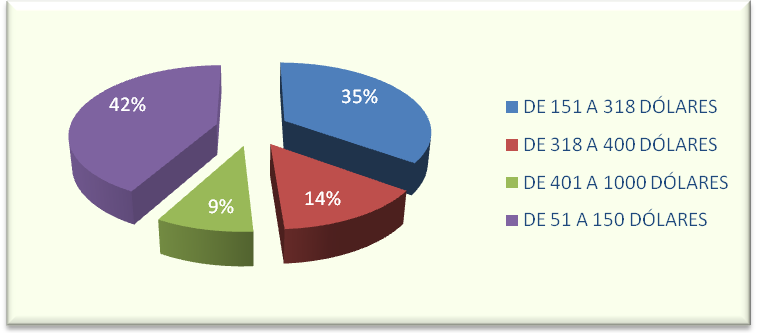 42%
35%
9%
14%
DE 151 A 318 DÓLARES
DE 318 A 400 DÓLARES
DE 401 A 1000 DÓLARES
DE 51 A 150 DÓLARES